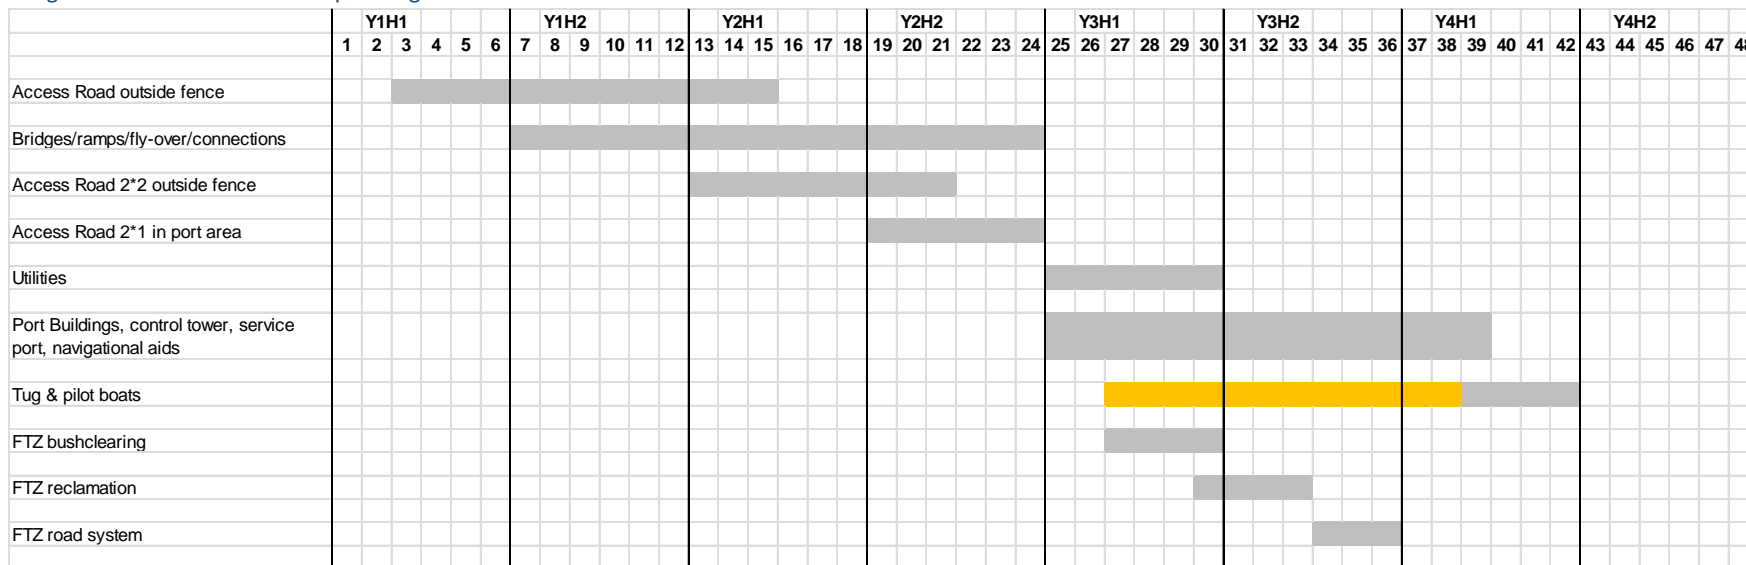 Y1H1 Y1H2 Y2H1 Y2H2 Y3H1 Y3H2 Y4H1 Y4H2
1 2 3 4 5 6 7 8 9 10 11 12 13 14 15 16 17 18 19 20 21 22 23 24 25 26 27 28 29 30 31 32 33 34 35 36 37 38 39 40 41 42 43 44 45 46 47 48
Access Road outside fence
Bridges/ramps/fly-over/connections
Access Road 2*2 outside fence
Access Road 2*1 in port area
Utilities
Port Buildings, control tower, service
port, navigational aids
Tug & pilot boats
FTZ bushclearing
FTZ reclamation
FTZ road system